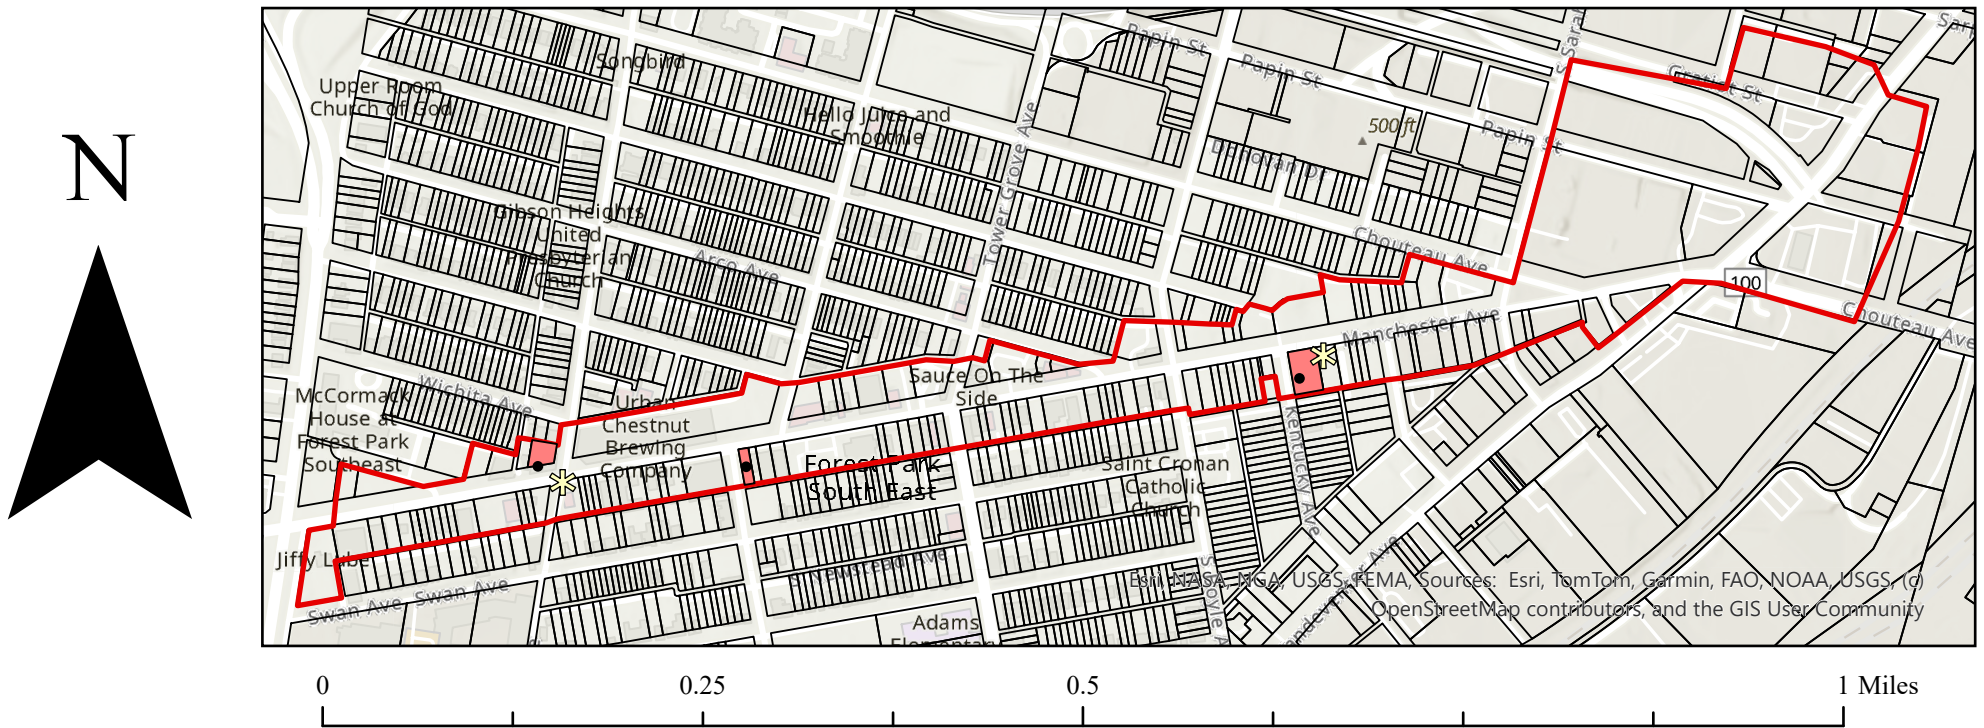 N
Songbird
Upper Room
Church of God
Hello Juice and
Smoothie
Papin St
Papin St
Papin St
S Sarah
Gratiot St
Sarp
500 ft
Donovan Dr
Tower Grove Ave
Gibson Heights
United
Presbyterian
Church
Arco Ave
Chouteau Ave
100
Chouteau Ave
Manchester Ave
Wichita Ave
McCormack
House at
Forest Park
Southeast
Urban
Chestnut
Brewing
Company
Sauce On The
Side
Forest Park
South East
Saint Cronan
Catholic
Church
Kentucky Ave
Jiffy Lube
Swan Ave
Swan Ave
S Newstead Ave
Adams
Elementary
Esri, NASA, NGA, USGS, FEMA, Sources: Esri, TomTom, Garmin, FAO, NOAA, USGS, (c)
OpenStreetMap contributors, and the GIS User Community
0
0.25
0.5
1 Miles